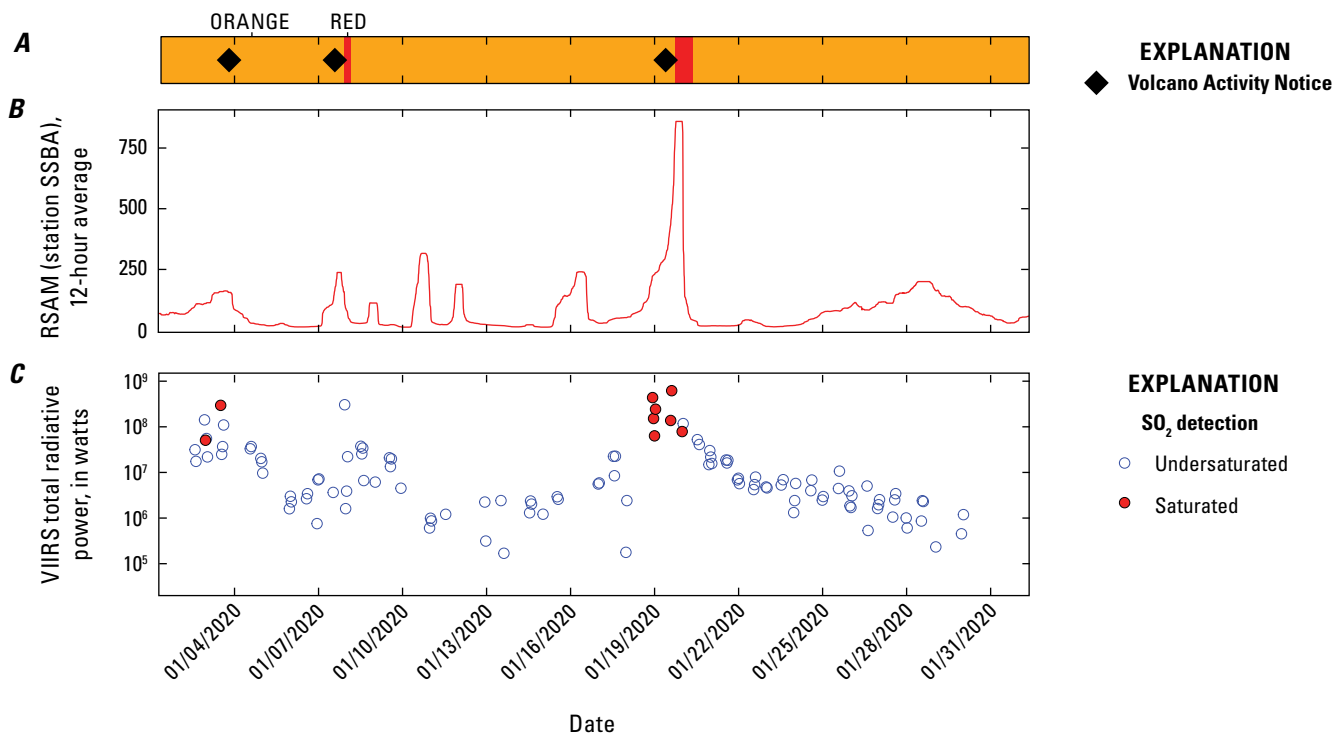 ORANGE RED
A
EXPLANATION
Volcano Activity Notice
B
RSAM (station SSBA),
12-hour average
750
500
250
0
C
VIIRS total radiative
power, in watts
10⁹
10⁸
10⁷
10⁶
10⁵
EXPLANATION
SO₂ detection
Undersaturated
Saturated
01/04/2020
01/07/2020
01/10/2020
01/13/2020
01/16/2020
01/19/2020
01/22/2020
01/25/2020
01/28/2020
01/31/2020
Date